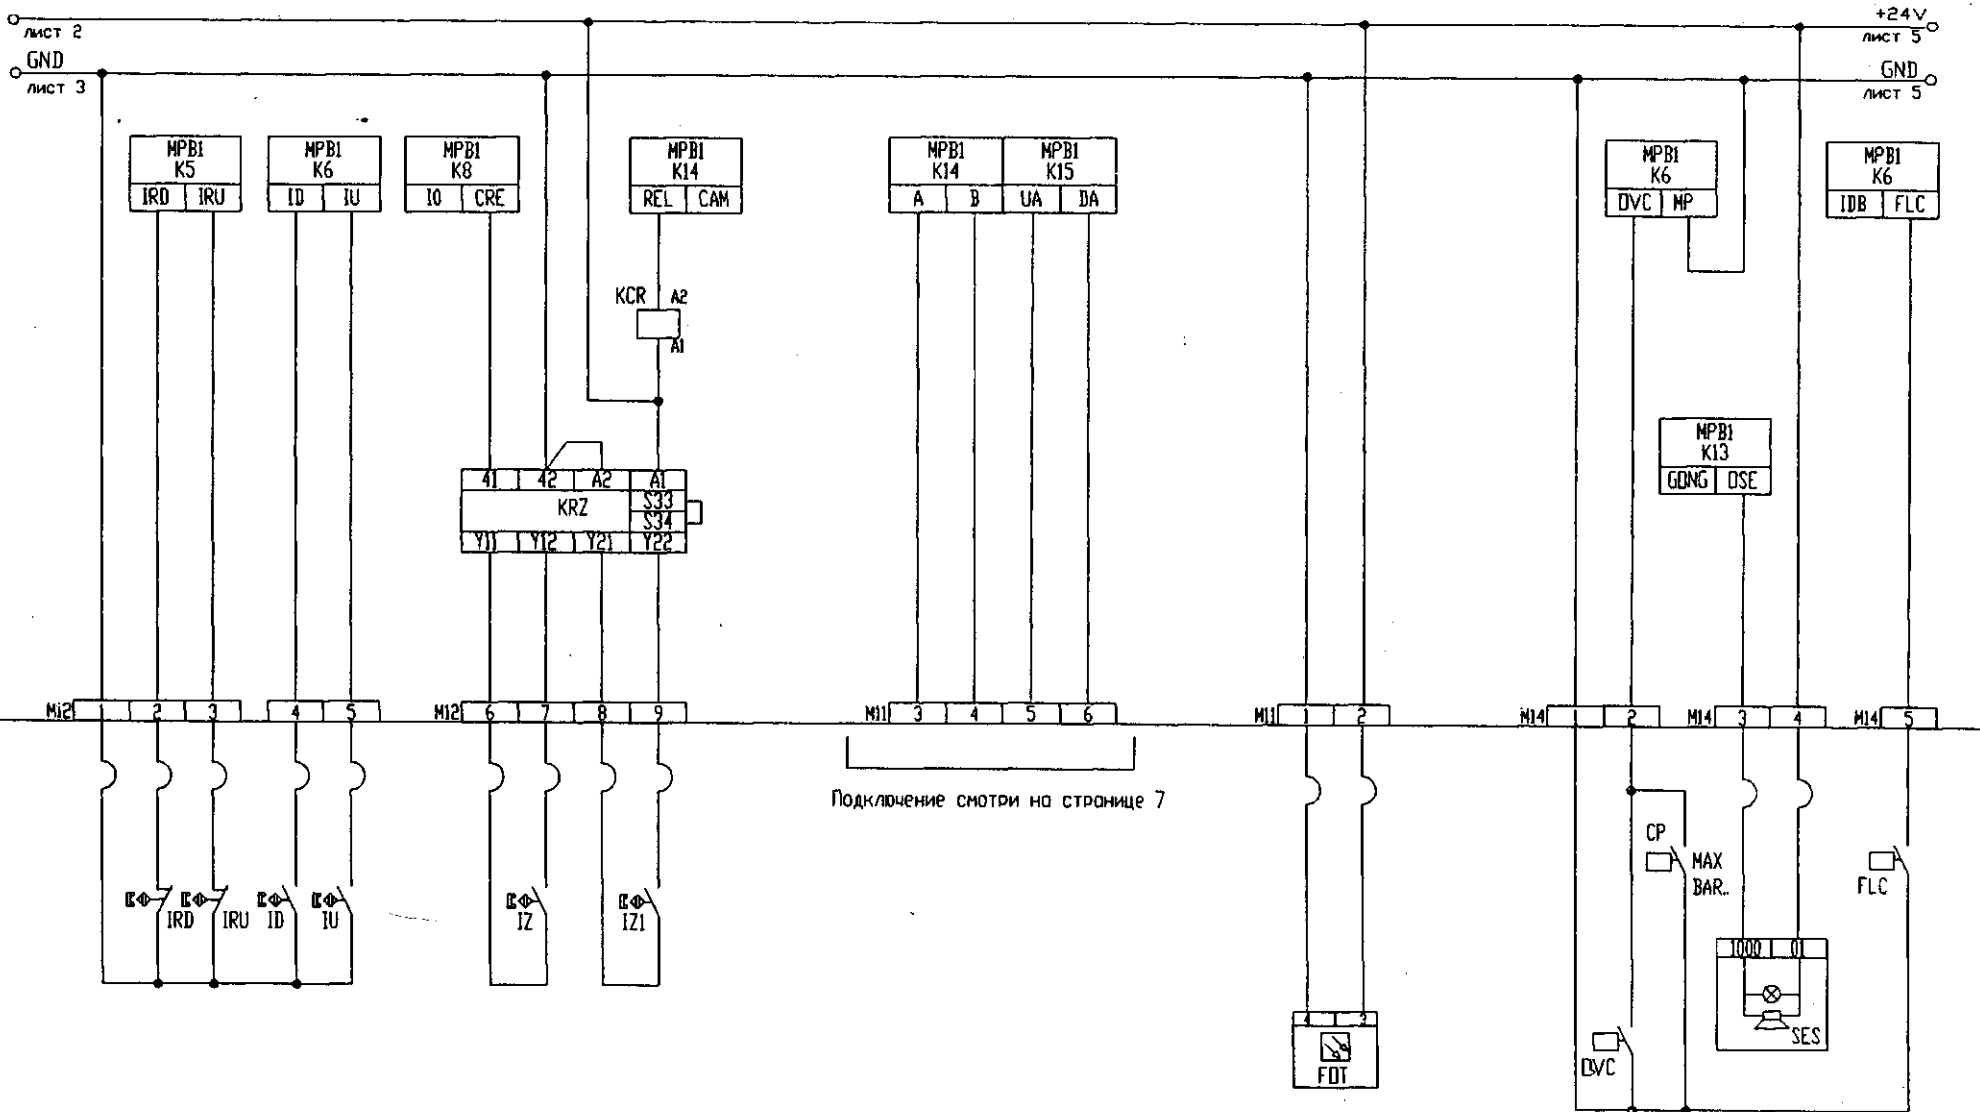 лист 2
+24V
лист 5
GND
лист 3
GND
лист 5
MPB1
K5
IRD IRU
MPB1
K6
ID IU
MPB1
K8
IO CRE
MPB1
K14
REL CAM
MPB1
K14
A B
MPB1
K15
UA DA
MPB1
K6
DVC MP
MPB1
K6
IDB FLC
KCR A2
A1
MPB1
K13
GONG DSE
41 42 A2 A1
KRZ
S33
S34
Y11 Y12 Y21 Y22
M12 1 2 3
4 5
M12 6 7 8 9
M11 3 4 5 6
M11 1 2
M14 1 2
M14 3 4
M14 5
Подключение смотри на странице 7
IRD
IRU
ID
IU
IZ
IZ1
CP
MAX
BAR..
FLC
1000 01
SES
DVC
FDT